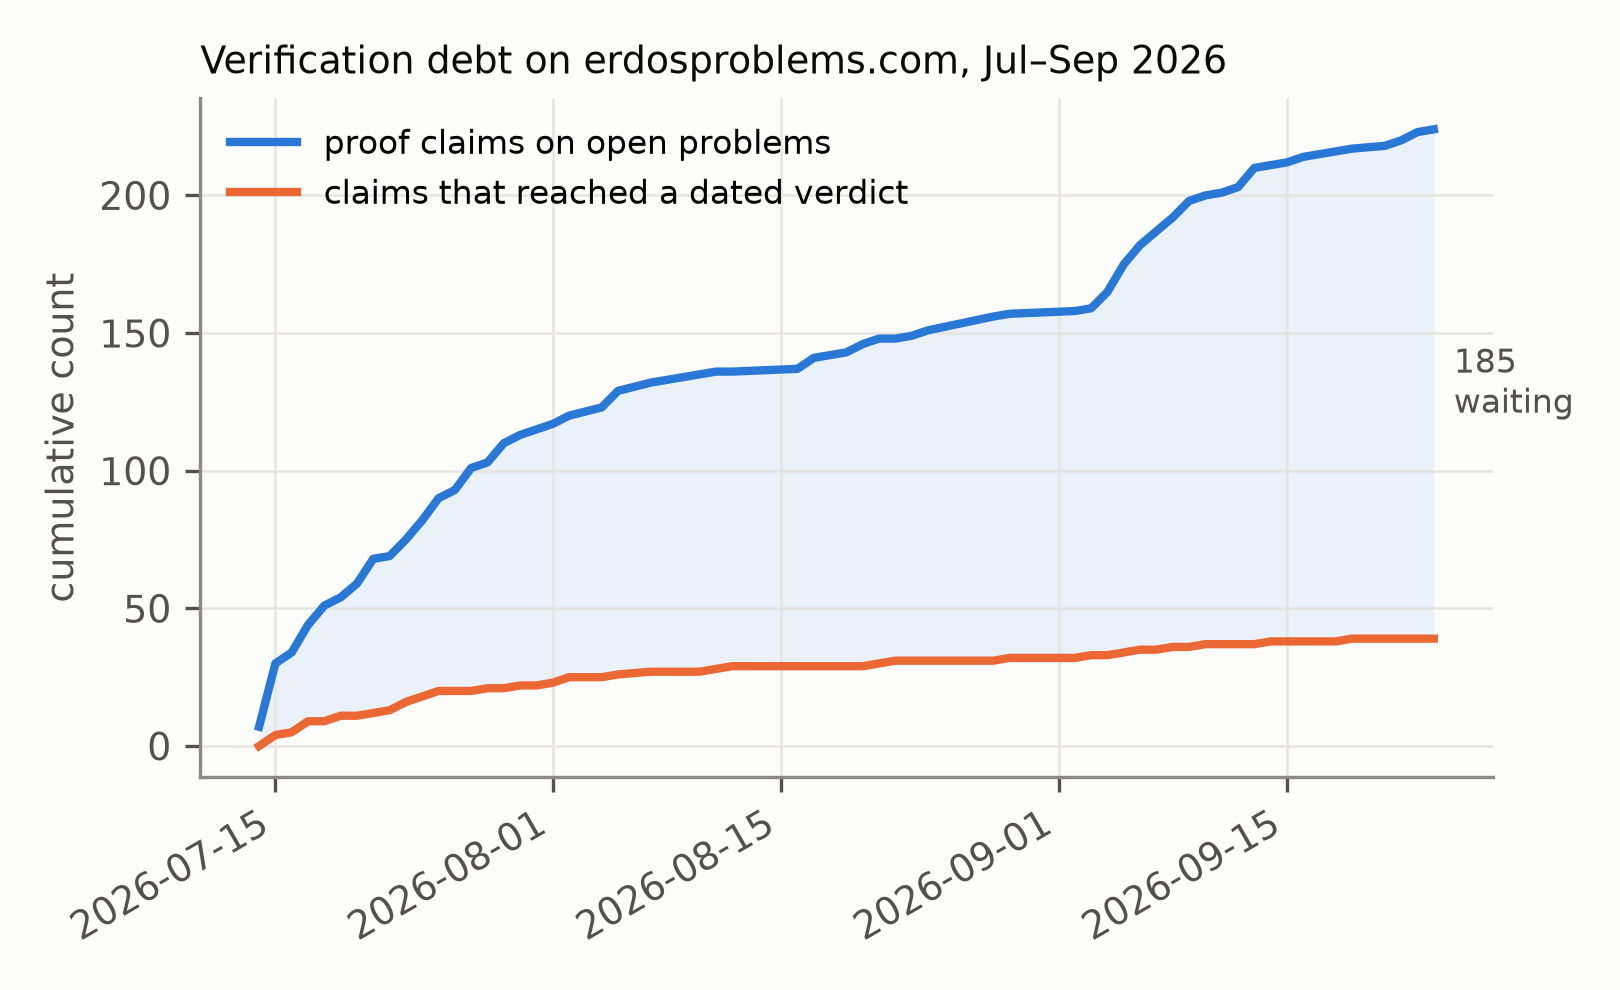 Verification debt on erdosproblems.com, Jul–Sep 2026
proof claims on open problems
claims that reached a dated verdict
cumulative count
200
150
100
50
0
185
waiting
2026-07-15
2026-08-01
2026-08-15
2026-09-01
2026-09-15